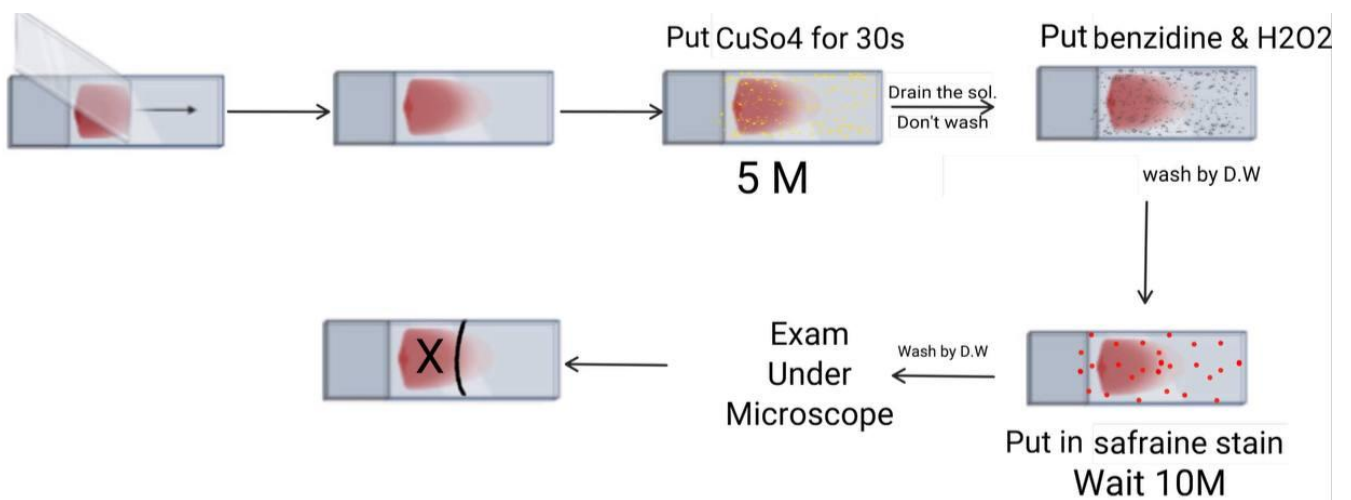 Put CuSo4 for 30s
5 M
Drain the sol.
Don't wash
Put benzidine & H2O2
wash by D.W
Put in safraine stain
Wait 10M
Wash by D.W
Exam
Under
Microscope
X